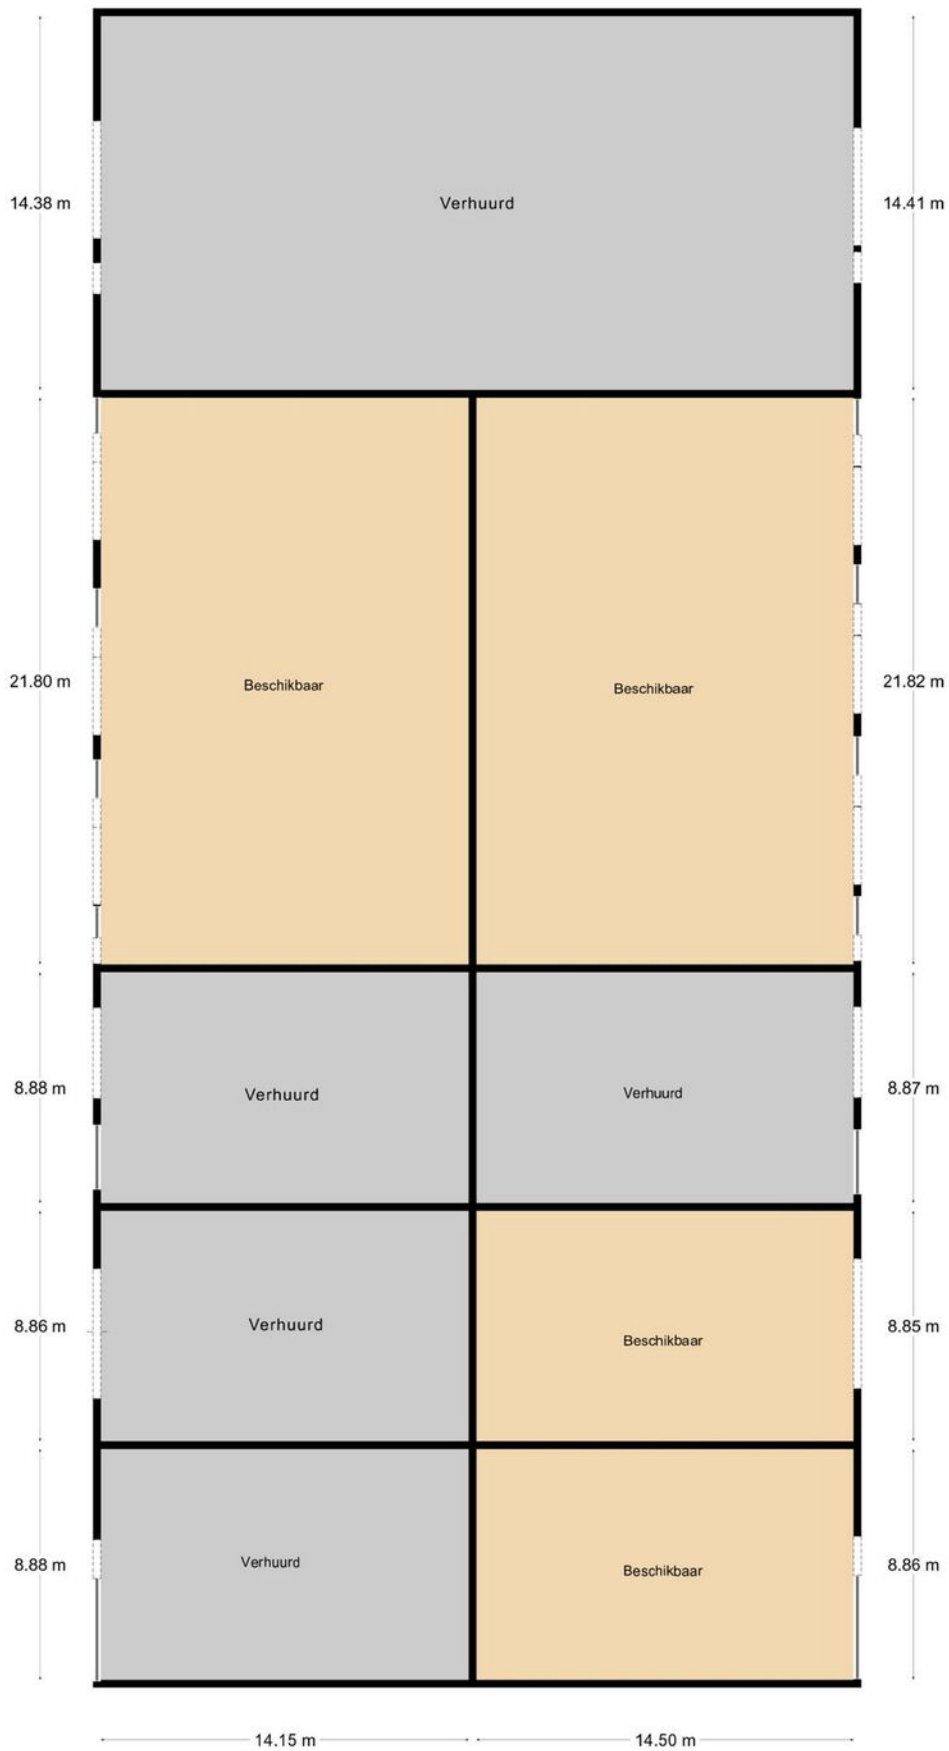 14.38 m
Verhuurd
14.41 m
21.80 m
Beschikbaar
Beschikbaar
21.82 m
8.88 m
Verhuurd
Verhuurd
8.87 m
8.86 m
Verhuurd
Beschikbaar
8.85 m
8.88 m
Verhuurd
Beschikbaar
8.86 m
14.15 m
14.50 m